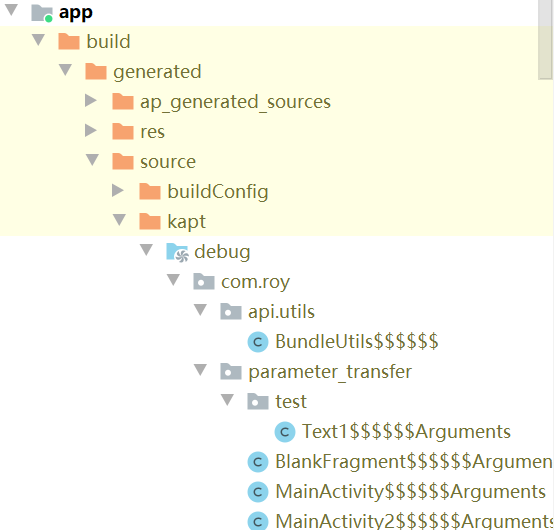 app
build
generated
ap_generated_sources
res
source
buildConfig
kapt
debug
com.roy
api.utils
BundleUtils$$$$$$
parameter_transfer
test
Text1$$$$$$Arguments
BlankFragment$$$$$$Argumen
MainActivity$$$$$$Arguments
MainActivity2$$$$$$Arguments